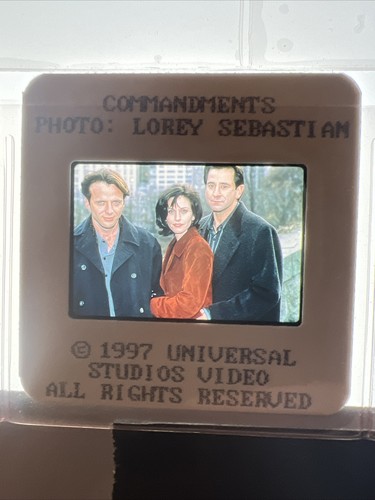 COMMANDMENTS
PHOTO: LOREY SEBASTIAN
© 1997 UNIVERSAL
STUDIOS VIDEO
ALL RIGHTS RESERVED